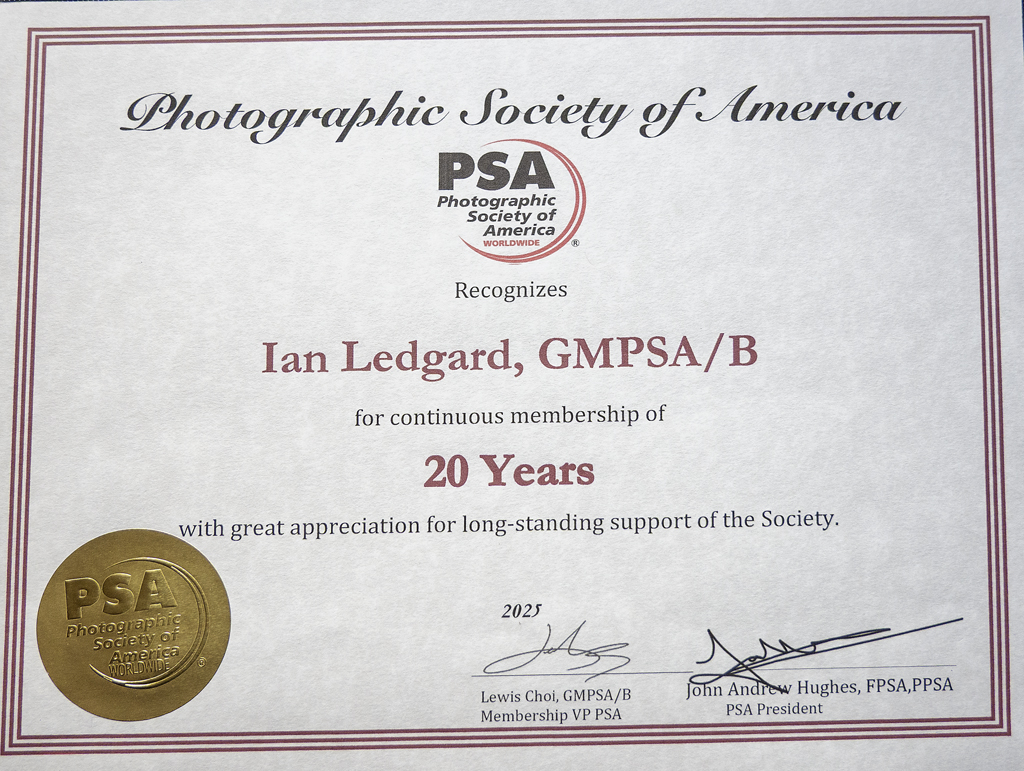 Photographic Society of America
PSA
Photographic
Society of
America
WORLDWIDE ®
Recognizes
Ian Ledgard, GMPSA/B
for continuous membership of
20 Years
with great appreciation for long-standing support of the Society.
PSA
Photographic
Society of
America
WORLDWIDE ®
2025
Lewis Choi, GMPSA/B
Membership VP PSA
John Andrew Hughes, FPSA,PPSA
PSA President